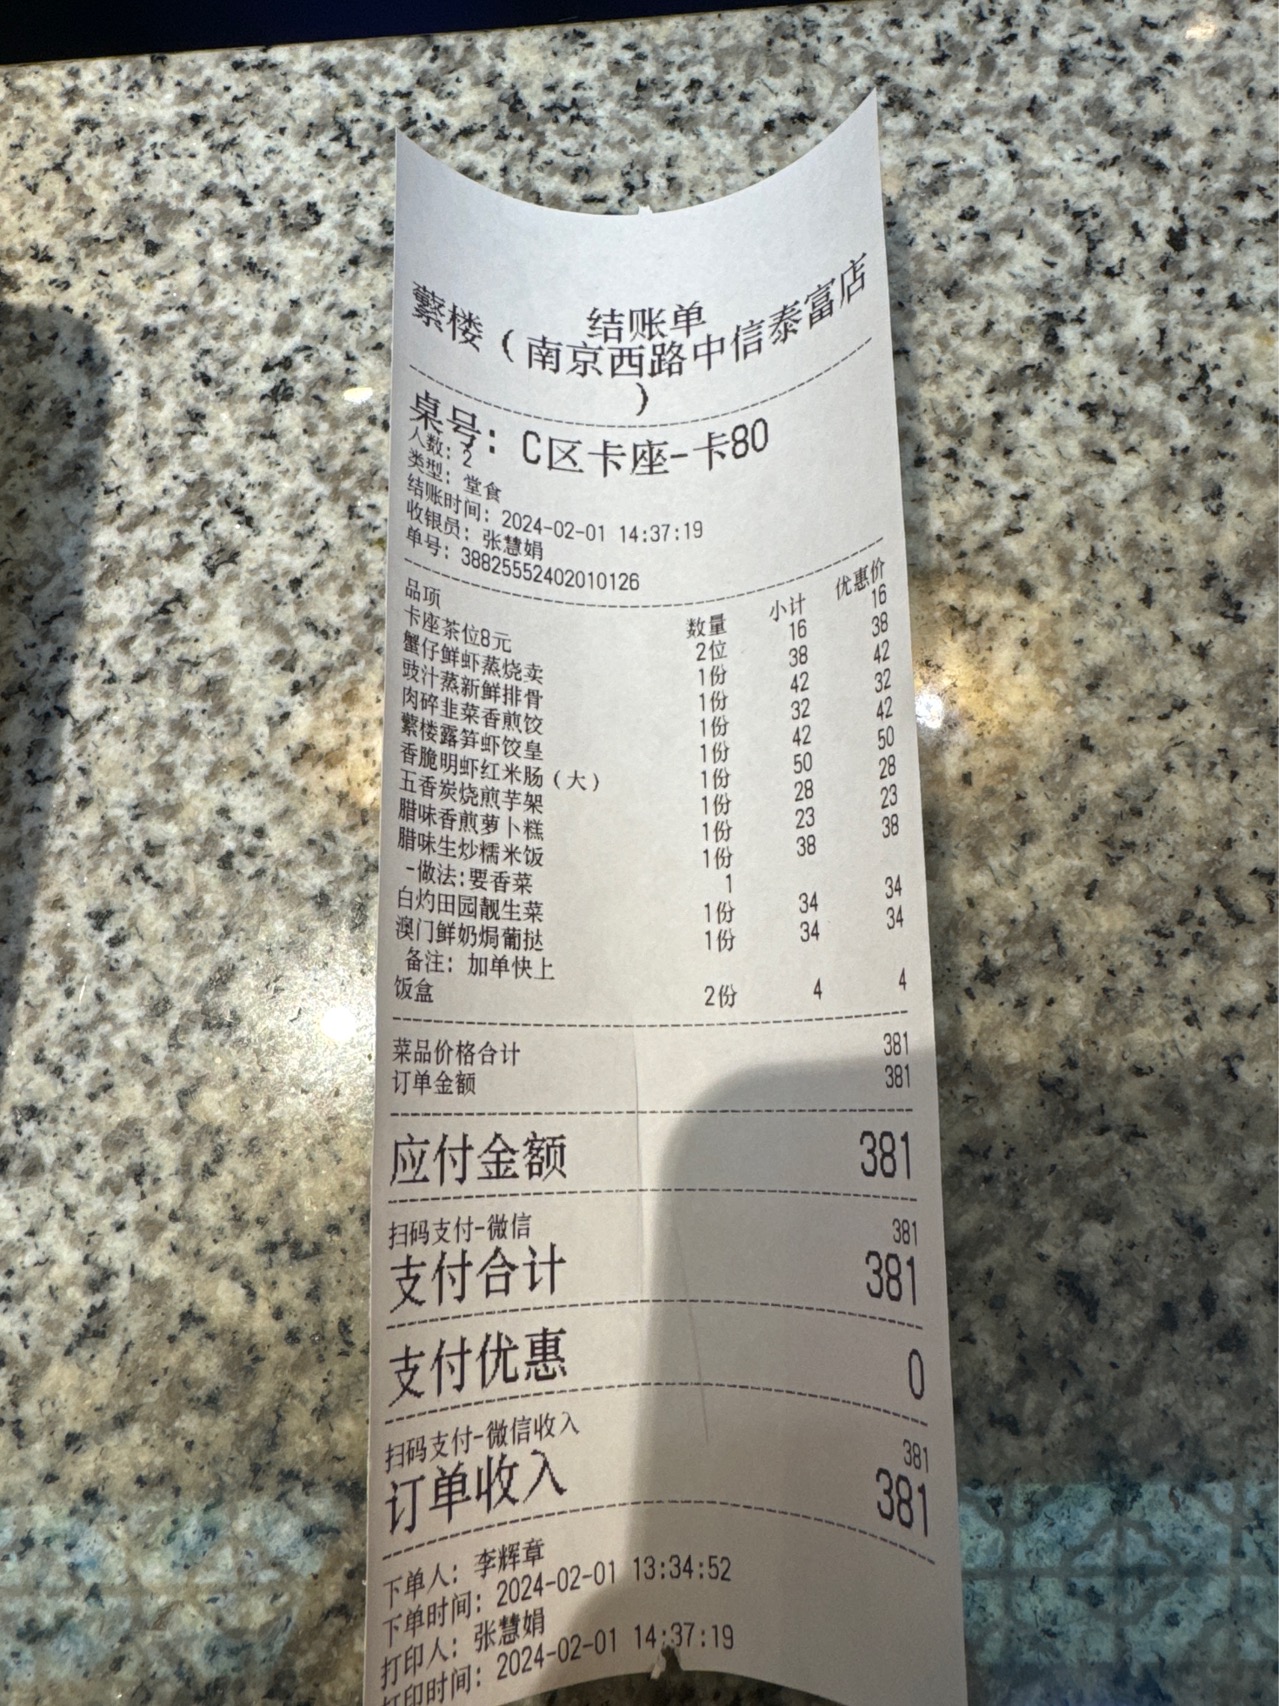 结账单
蘩楼（南京西路中信泰富店
）
桌号：C区卡座-卡80
人数：2
类型：堂食
结账时间：2024-02-01 14:37:19
收银员：张慧娟
单号：38825552402010126
品项 数量 小计 优惠价
卡座茶位8元 2位 16 16
蟹仔鲜虾蒸烧卖 1份 38 38
豉汁蒸新鲜排骨 1份 42 42
肉碎韭菜香煎饺 1份 32 32
蘩楼露笋虾饺皇 1份 42 42
香脆明虾红米肠（大） 1份 50 50
五香炭烧煎芋架 1份 28 28
腊味香煎萝卜糕 1份 23 23
腊味生炒糯米饭 1份 38 38
-做法:要香菜 1
白灼田园靓生菜 1份 34 34
澳门鲜奶焗葡挞 1份 34 34
备注：加单快上
饭盒 2份 4 4
菜品价格合计 381
订单金额 381
应付金额 381
扫码支付-微信 381
支付合计 381
支付优惠 0
扫码支付-微信收入 381
订单收入 381
下单人：李辉章
下单时间：2024-02-01 13:34:52
打印人：张慧娟
打印时间：2024-02-01 14:37:19